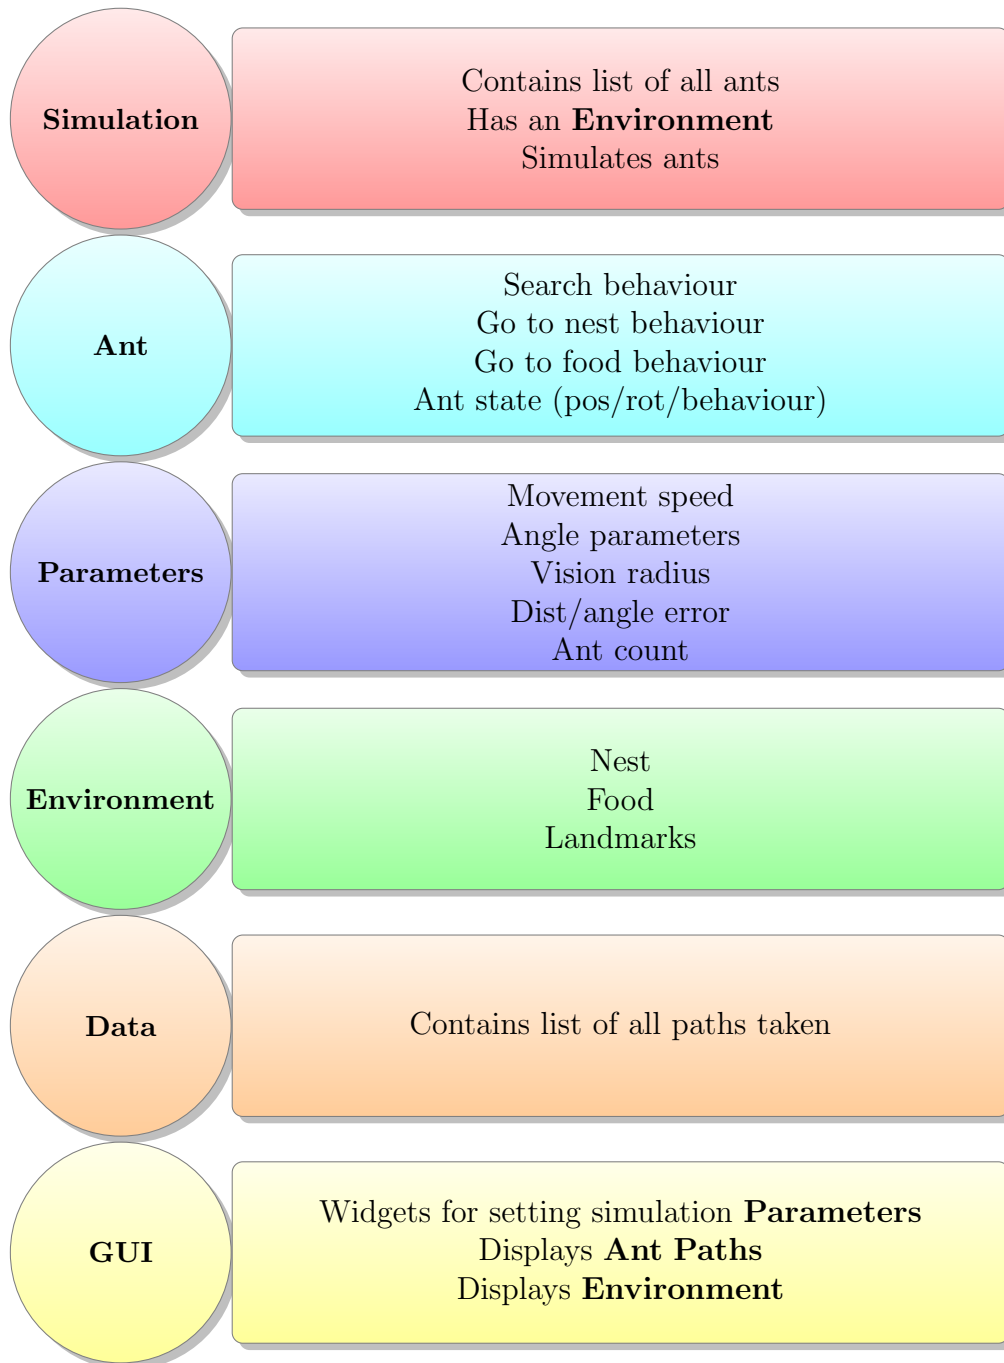 Simulation
Contains list of all ants
Has an Environment
Simulates ants
Ant
Search behaviour
Go to nest behaviour
Go to food behaviour
Ant state (pos/rot/behaviour)
Parameters
Movement speed
Angle parameters
Vision radius
Dist/angle error
Ant count
Environment
Nest
Food
Landmarks
Data
Contains list of all paths taken
GUI
Widgets for setting simulation Parameters
Displays Ant Paths
Displays Environment